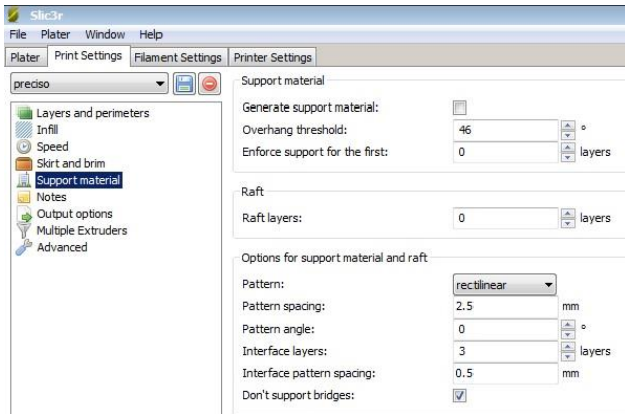 Slic3r
File Plater Window Help
Plater Print Settings Filament Settings Printer Settings
preciso
Layers and perimeters
Infill
Speed
Skirt and brim
Support material
Notes
Output options
Multiple Extruders
Advanced
Support material
Generate support material:
Overhang threshold: 46 °
Enforce support for the first: 0 layers
Raft
Raft layers: 0 layers
Options for support material and raft
Pattern: rectilinear
Pattern spacing: 2.5 mm
Pattern angle: 0 °
Interface layers: 3 layers
Interface pattern spacing: 0.5 mm
Don't support bridges: